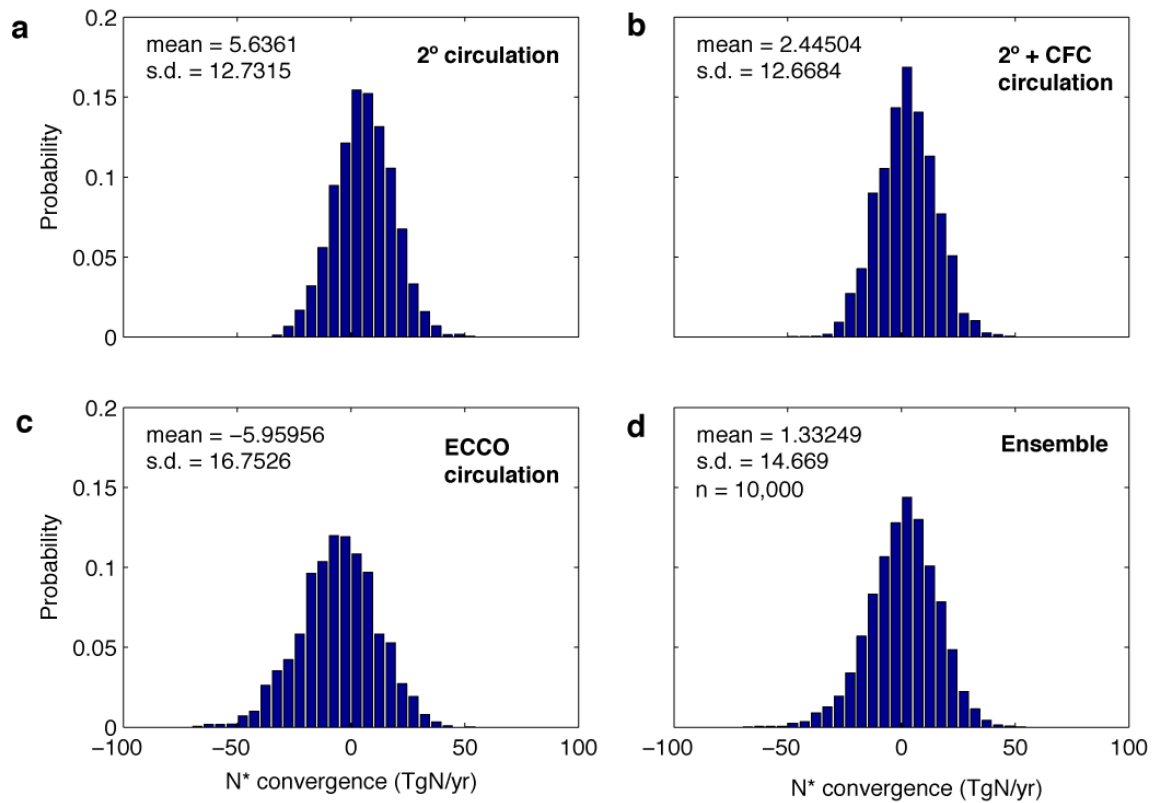 a
mean = 5.6361
s.d. = 12.7315
2º circulation
b
mean = 2.44504
s.d. = 12.6684
2º + CFC
circulation
0.2
0.15
0.1
0.05
0
Probability
c
mean = −5.95956
s.d. = 16.7526
ECCO
circulation
d
mean = 1.33249
s.d. = 14.669
n = 10,000
Ensemble
0.2
0.15
0.1
0.05
0
Probability
−100
−50
0
50
100
N* convergence (TgN/yr)
−100
−50
0
50
100
N* convergence (TgN/yr)